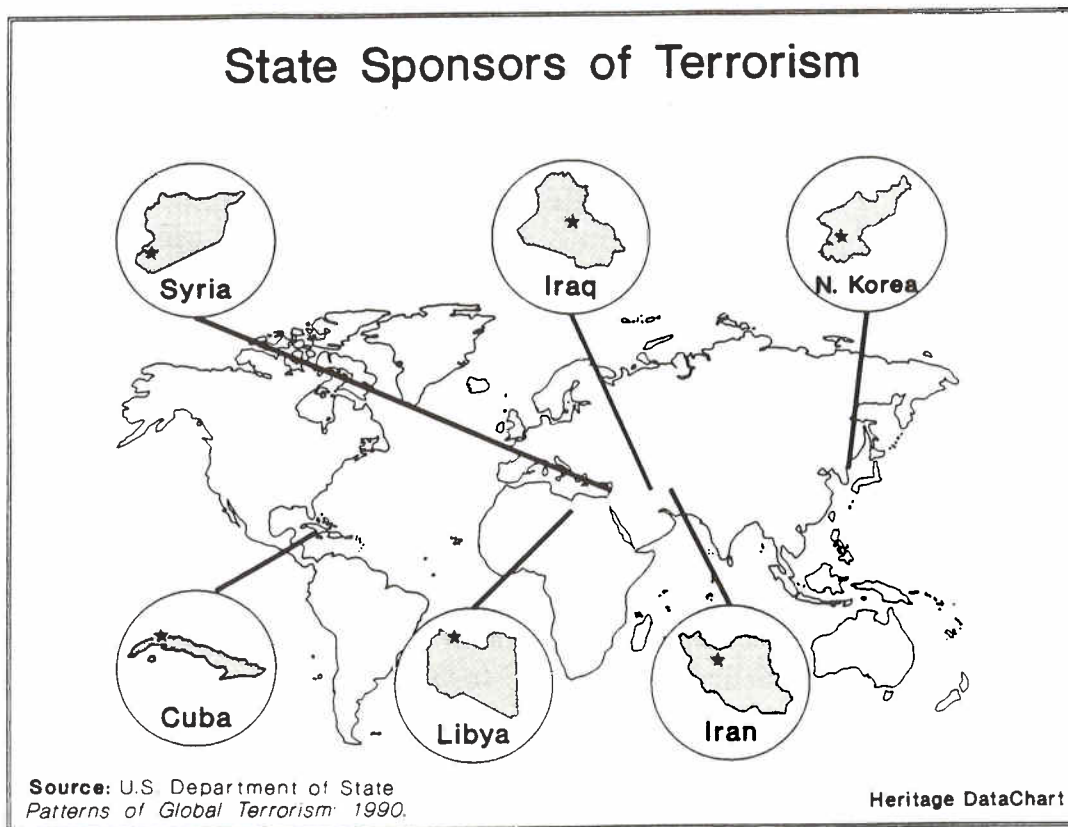 State Sponsors of Terrorism
Syria
Iraq
N. Korea
Cuba
Libya
Iran
Source: U.S. Department of State
Patterns of Global Terrorism: 1990.
Heritage DataChart